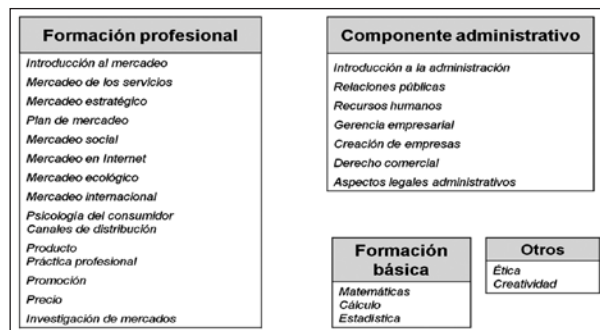 Formación profesional
Introducción al mercadeo
Mercadeo de los servicios
Mercadeo estratégico
Plan de mercadeo
Mercadeo social
Mercadeo en Internet
Mercadeo ecológico
Mercadeo internacional
Psicología del consumidor
Canales de distribución
Producto
Práctica profesional
Promoción
Precio
Investigación de mercados
Componente administrativo
Introducción a la administración
Relaciones públicas
Recursos humanos
Gerencia empresarial
Creación de empresas
Derecho comercial
Aspectos legales administrativos
Formación
básica
Matemáticas
Cálculo
Estadística
Otros
Ética
Creatividad